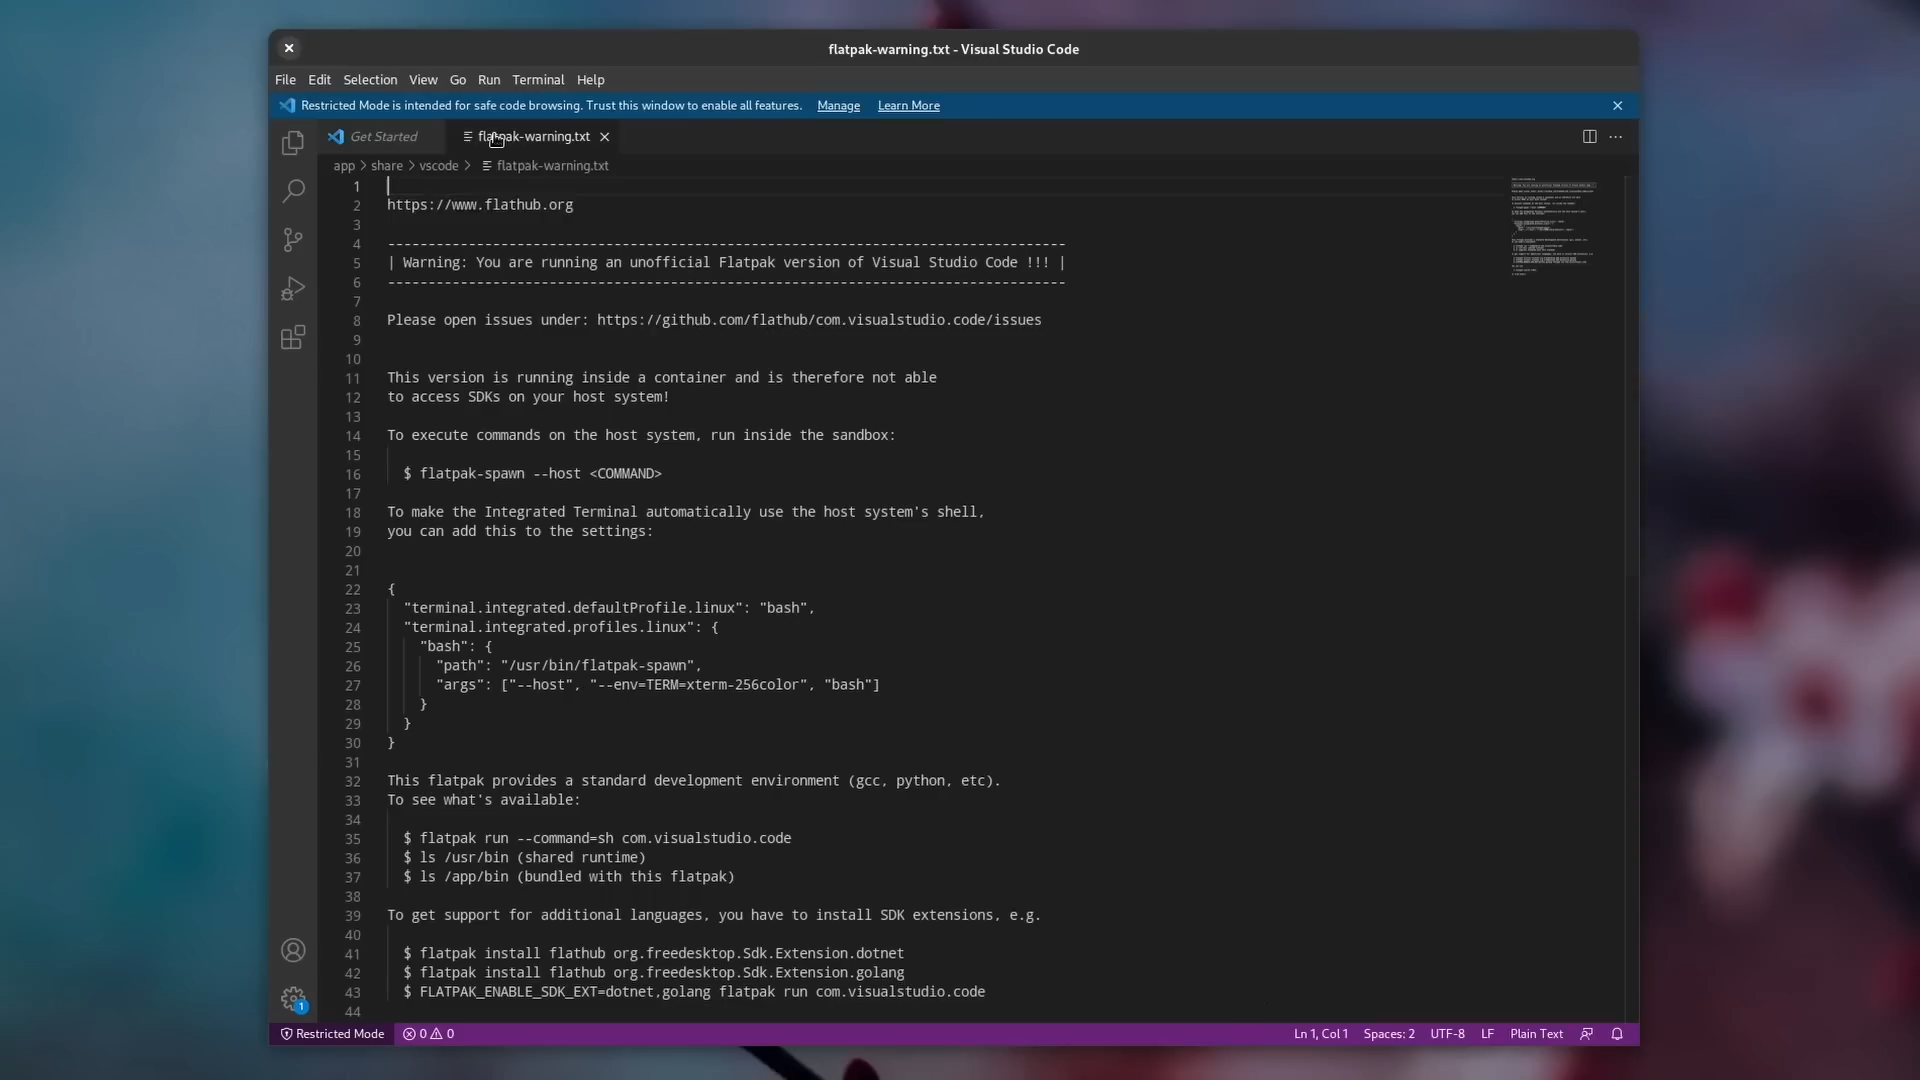 flatpak-warning.txt - Visual Studio Code
File Edit Selection View Go Run Terminal Help
Restricted Mode is intended for safe code browsing. Trust this window to enable all features. Manage Learn More
Get Started flatpak-warning.txt
app > share > vscode > flatpak-warning.txt
1
2 https://www.flathub.org
3
4 ------------------------------------------------------------------------------------
5 | Warning: You are running an unofficial Flatpak version of Visual Studio Code !!! |
6 ------------------------------------------------------------------------------------
7
8 Please open issues under: https://github.com/flathub/com.visualstudio.code/issues
9
10
11 This version is running inside a container and is therefore not able
12 to access SDKs on your host system!
13
14 To execute commands on the host system, run inside the sandbox:
15
16 $ flatpak-spawn --host <COMMAND>
17
18 To make the Integrated Terminal automatically use the host system's shell,
19 you can add this to the settings:
20
21
22 {
23 "terminal.integrated.defaultProfile.linux": "bash",
24 "terminal.integrated.profiles.linux": {
25 "bash": {
26 "path": "/usr/bin/flatpak-spawn",
27 "args": ["--host", "--env=TERM=xterm-256color", "bash"]
28 }
29 }
30 }
31
32 This flatpak provides a standard development environment (gcc, python, etc).
33 To see what's available:
34
35 $ flatpak run --command=sh com.visualstudio.code
36 $ ls /usr/bin (shared runtime)
37 $ ls /app/bin (bundled with this flatpak)
38
39 To get support for additional languages, you have to install SDK extensions, e.g.
40
41 $ flatpak install flathub org.freedesktop.Sdk.Extension.dotnet
42 $ flatpak install flathub org.freedesktop.Sdk.Extension.golang
43 $ FLATPAK_ENABLE_SDK_EXT=dotnet,golang flatpak run com.visualstudio.code
44
1
Restricted Mode 0 0 Ln 1, Col 1 Spaces: 2 UTF-8 LF Plain Text